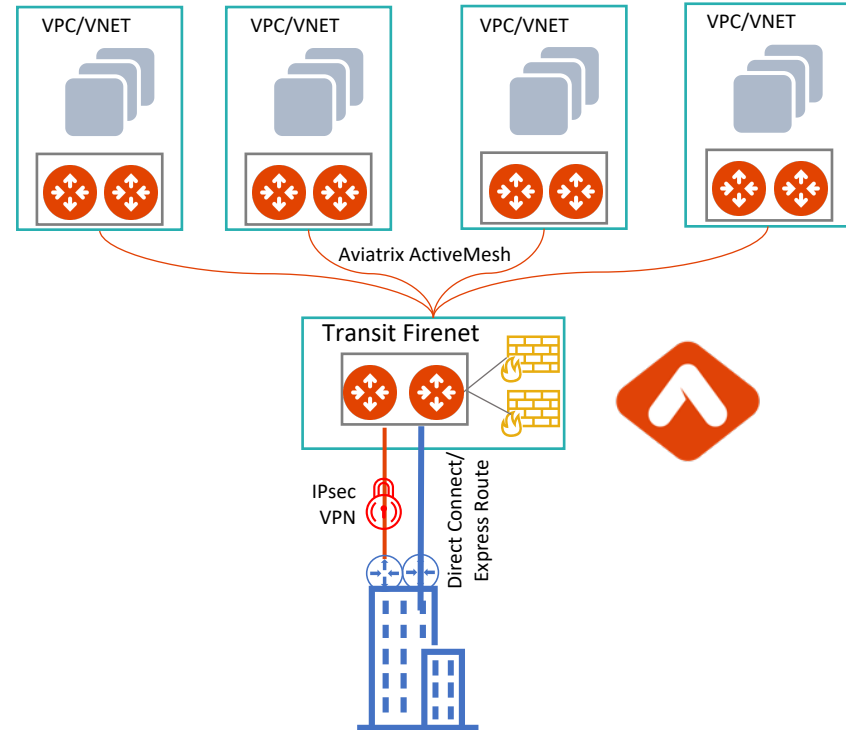 VPC/VNET
VPC/VNET
VPC/VNET
VPC/VNET
Aviatrix ActiveMesh
Transit Firenet
IPsec
VPN
Direct Connect/
Express Route